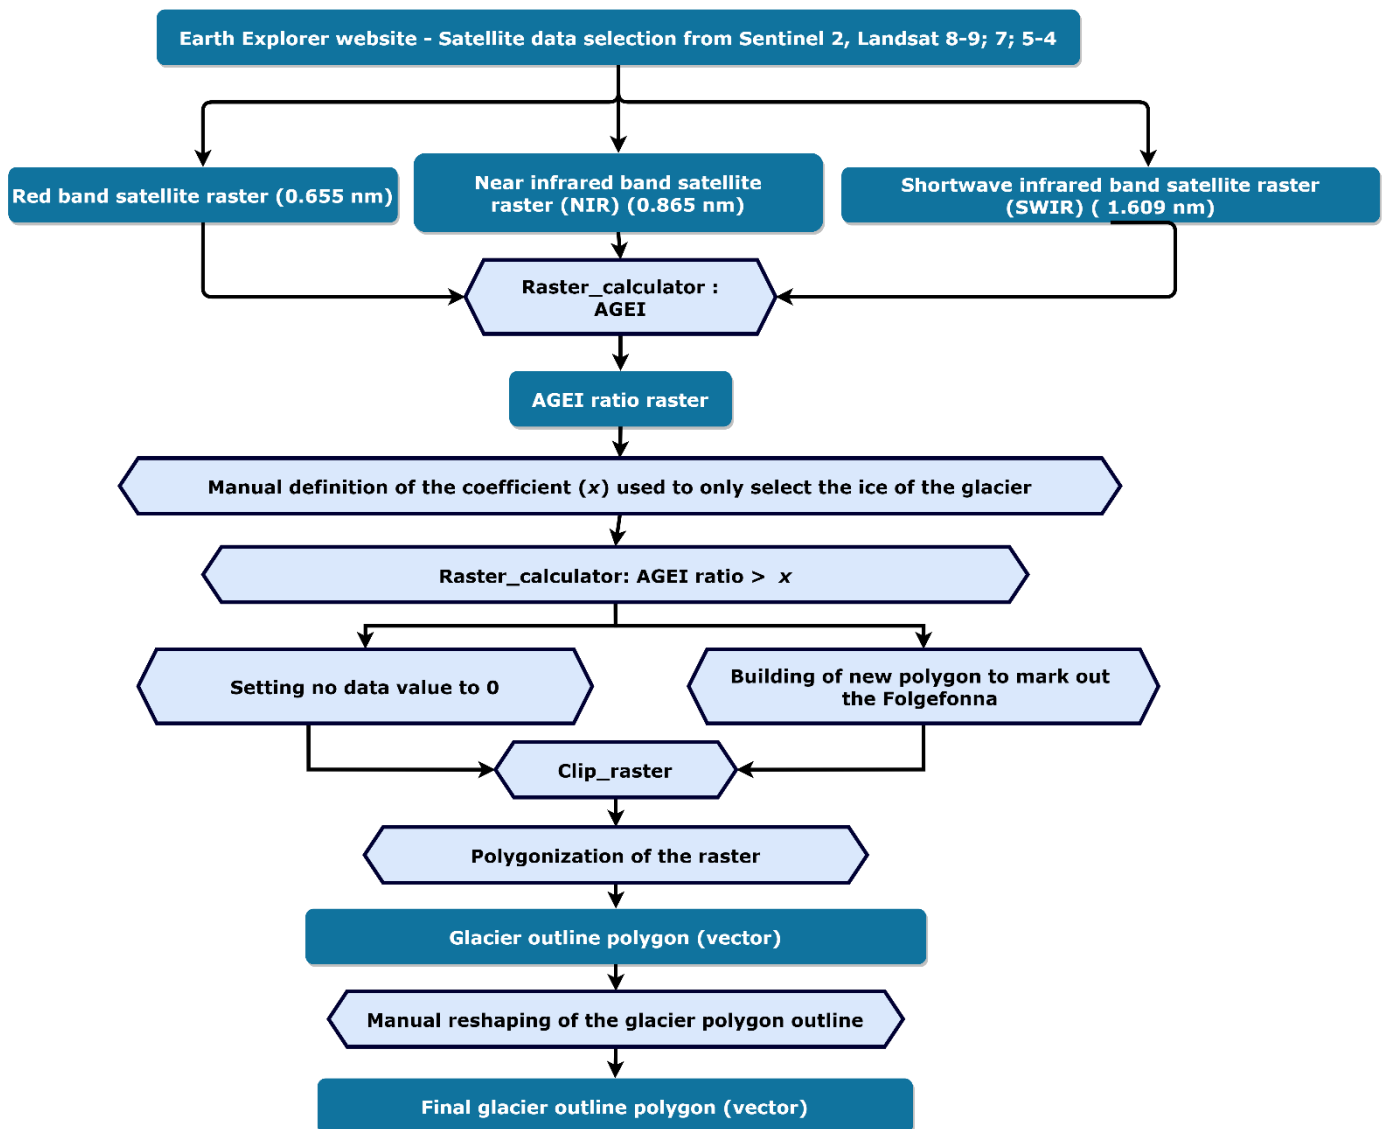 Earth Explorer website - Satellite data selection from Sentinel 2, Landsat 8-9; 7; 5-4
Red band satellite raster (0.655 nm)
Near infrared band satellite
raster (NIR) (0.865 nm)
Shortwave infrared band satellite raster
(SWIR) ( 1.609 nm)
Raster_calculator :
AGEI
AGEI ratio raster
Manual definition of the coefficient (x) used to only select the ice of the glacier
Raster_calculator: AGEI ratio > x
Setting no data value to 0
Building of new polygon to mark out
the Folgefonna
Clip_raster
Polygonization of the raster
Glacier outline polygon (vector)
Manual reshaping of the glacier polygon outline
Final glacier outline polygon (vector)